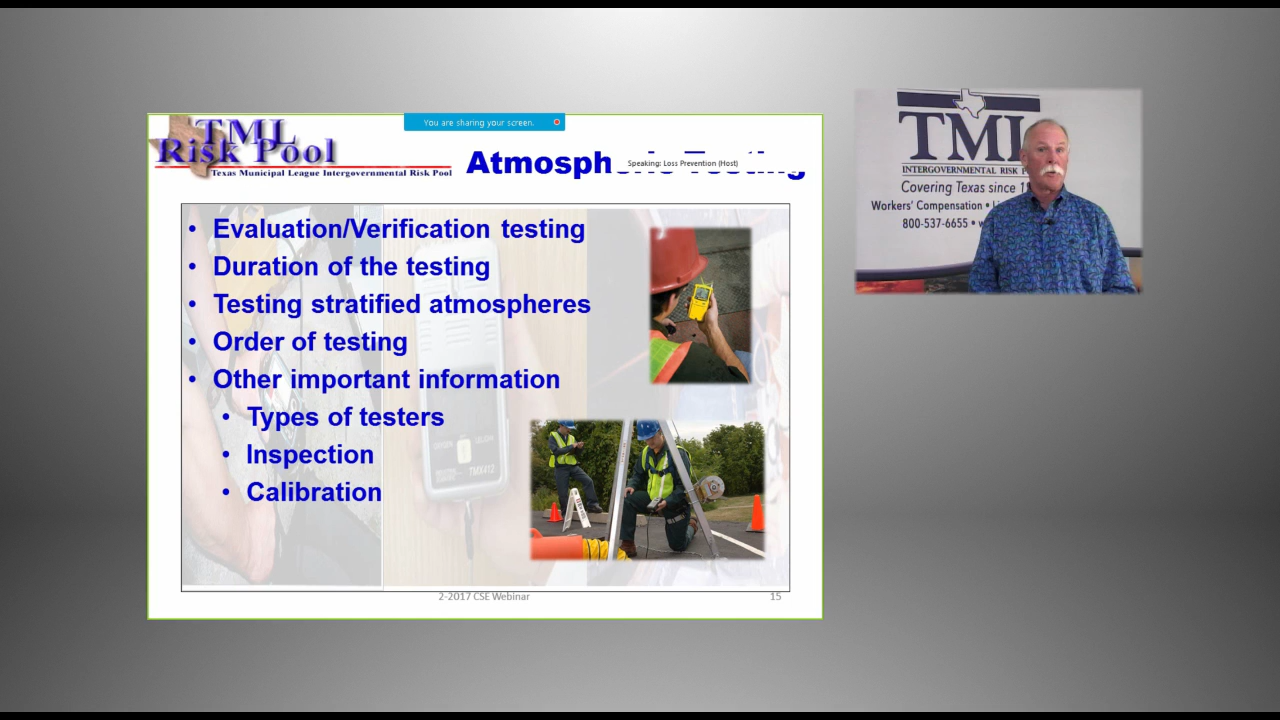 TML
Risk Pool
Texas Municipal League Intergovernmental Risk Pool
You are sharing your screen.
Atmospheric Testing
Speaking: Loss Prevention (Host)
• Evaluation/Verification testing
• Duration of the testing
• Testing stratified atmospheres
• Order of testing
• Other important information
• Types of testers
• Inspection
• Calibration
TMX412
2-2017 CSE Webinar
15
TML
INTERGOVERNMENTAL RISK
Covering Texas since
Workers' Compensation •
800-537-6655 •